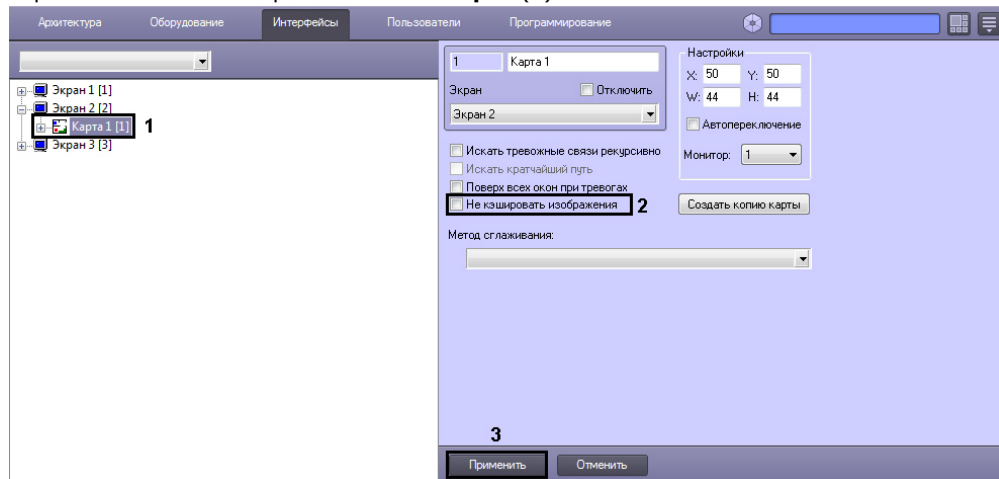 Архитектура Оборудование Интерфейсы Пользователи Программирование
Экран 1 [1]
Экран 2 [2]
Карта 1 [1] 1
Экран 3 [3]
1 Карта 1
Экран Отключить
Экран 2
Настройки
X: 50 Y: 50
W: 44 H: 44
Автопереключение
Монитор: 1
Искать тревожные связи рекурсивно
Искать кратчайший путь
Поверх всех окон при тревогах
Не кэшировать изображения 2
Создать копию карты
Метод сглаживания:
3
Применить Отменить